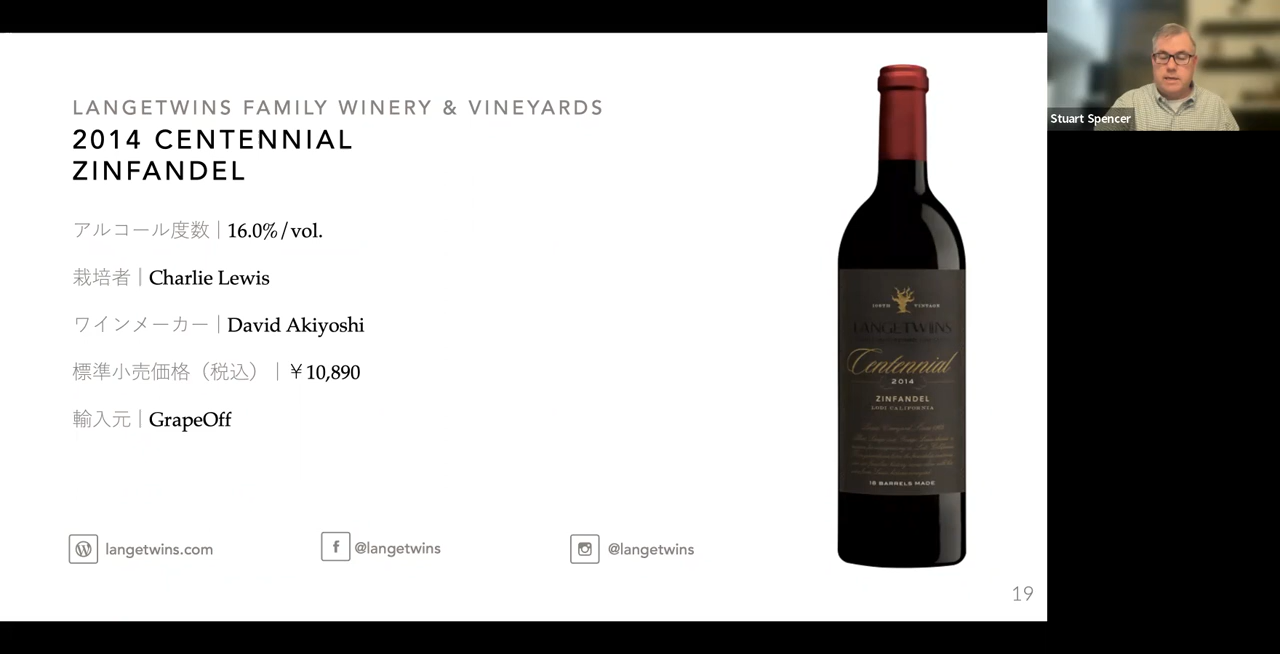 LANGETWINS FAMILY WINERY & VINEYARDS
2014 CENTENNIAL
ZINFANDEL
アルコール度数 | 16.0%/vol.
栽培者 | Charlie Lewis
ワインメーカー | David Akiyoshi
標準小売価格（税込） | ¥10,890
輸入元 | GrapeOff
langetwins.com
@langetwins
@langetwins
100TH VINTAGE
LANGETWINS
Centennial
2014
ZINFANDEL
LODI CALIFORNIA
18 BARRELS MADE
19
Stuart Spencer